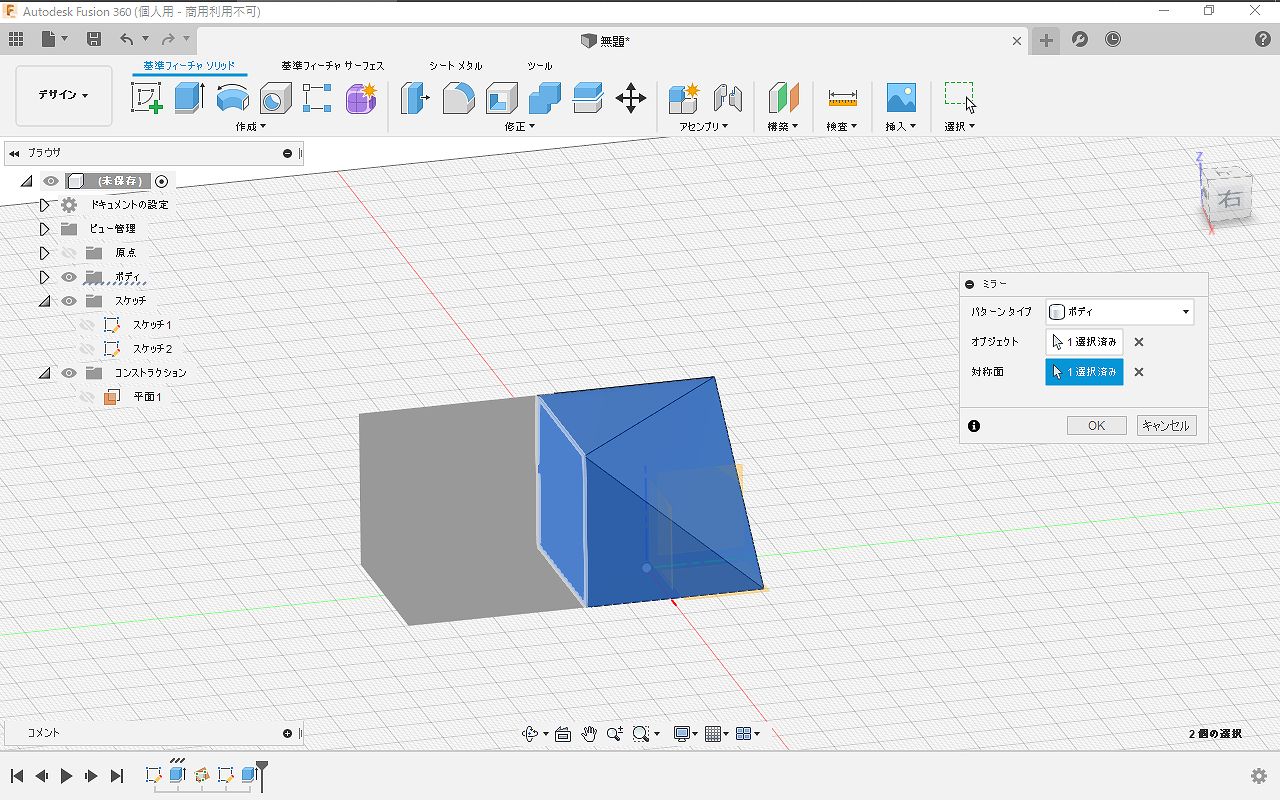 Autodesk Fusion 360 (個人用 - 商用利用不可)
無題*
基準フィーチャ ソリッド 基準フィーチャ サーフェス シート メタル ツール
デザイン
作成 修正 アセンブリ 構築 検査 挿入 選択
ブラウザ
(未保存)
ドキュメントの設定
ビュー管理
原点
ボディ
スケッチ
スケッチ1
スケッチ2
コンストラクション
平面1
Z
右
X
ミラー
パターン タイプ ボディ
オブジェクト 1 選択済み
対称面 1 選択済み
OK キャンセル
コメント
2 個の選択